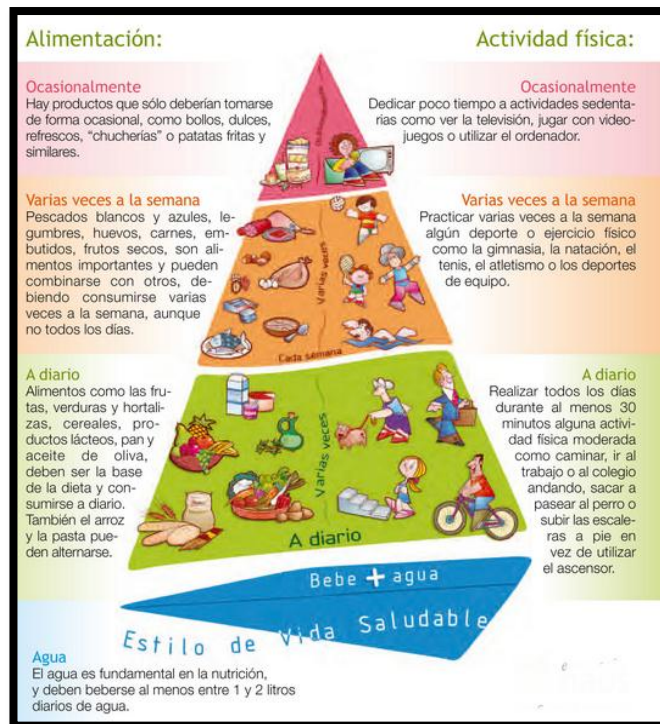 Alimentación:
Actividad física:
Ocasionalmente
Hay productos que sólo deberían tomarse
de forma ocasional, como bollos, dulces,
refrescos, “chucherías” o patatas fritas y
similares.
Ocasionalmente
Dedicar poco tiempo a actividades sedenta-
rias como ver la televisión, jugar con video-
juegos o utilizar el ordenador.
Ocasionalmente
Varias veces a la semana
Pescados blancos y azules, le-
gumbres, huevos, carnes, em-
butidos, frutos secos, son ali-
mentos importantes y pueden
combinarse con otros, de-
biendo consumirse varias
veces a la semana, aunque
no todos los días.
Varias veces a la semana
Practicar varias veces a la semana
algún deporte o ejercicio físico
como la gimnasia, la natación, el
tenis, el atletismo o los deportes
de equipo.
Varias veces
Cada semana
A diario
Alimentos como las fru-
tas, verduras y hortali-
zas, cereales, pro-
ductos lácteos, pan y
aceite de oliva,
deben ser la base
de la dieta y con-
sumirse a diario.
También el arroz
y la pasta pue-
den alternarse.
A diario
Realizar todos los días
durante al menos 30
minutos alguna activi-
dad física moderada
como caminar, ir al
trabajo o al colegio
andando, sacar a
pasear al perro o
subir las escale-
ras a pie en
vez de utilizar
el ascensor.
Varias veces
A diario
Bebe + agua
Estilo de Vida Saludable
Agua
El agua es fundamental en la nutrición,
y deben beberse al menos entre 1 y 2 litros
diarios de agua.